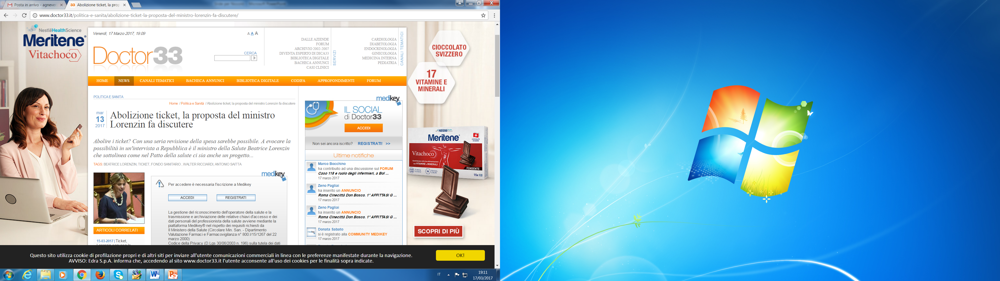 Posta in arrivo - agnever
33 Abolizione ticket, la prop
www.doctor33.it/politica-e-sanita/abolizione-ticket-la-proposta-del-ministro-lorenzin-fa-discutere/
NestléHealthScience
Meritene®
Vitachoco
Venerdì, 17 Marzo 2017, 19.09
A A A
Doctor33
CERCA
DALLE AZIENDE
FORUM
ARCHIVIO 2002-2007
DIVENTA ESPERTO DI DICA33
BIBLIOTECA DIGITALE
BACHECA ANNUNCI
CASI CLINICI
SERVIZI
CARDIOLOGIA
DIABETOLOGIA
ENDOCRINOLOGIA
GINECOLOGIA
MEDICINA INTERNA
PEDIATRIA
CANALI TEMATICI
HOME NEWS CANALI TEMATICI BACHECA ANNUNCI BIBLIOTECA DIGITALE CODIFA APPROFONDIMENTI FORUM
POLITICA E SANITA
Home / Politica e Sanità / Abolizione ticket, la proposta del ministro Lorenzin fa discutere
mar
13
2017
Abolizione ticket, la proposta del ministro
Lorenzin fa discutere
Abolire i ticket? Con una seria revisione della spesa sarebbe possibile. A evocare la
possibilità in un'intervista a Repubblica è il ministro della Salute Beatrice Lorenzin
che sottolinea come nel Patto della salute ci sia anche un progetto...
TAGS: BEATRICE LORENZIN, TICKET, FONDO SANITARIO , WALTER RICCIARDI, ANTONIO SAITTA
medikey
Per accedere è necessaria l'iscrizione a Medikey
ACCEDI REGISTRATI
La gestione del riconoscimento dell'operatore della salute e la
trasmissione e archiviazione delle relative chiavi d'accesso e dei
dati personali del professionista della salute avviene mediante la
piattaforma Medikey® nel rispetto dei requisiti richiesti da
Il Ministero della Salute (Circolare Min. San. - Dipartimento
Valutazione Farmaci e Farmacovigilanza n° 800.I/15/1267 del 22
marzo 2000)
Codice della Privacy (D.Lgs 30/06/2003 n. 196) sulla tutela dei dati
ARTICOLI CORRELATI
15-03-2017 | Ticket,
medikey
IL SOCIAL
di Doctor33
ACCEDI
Non sei ancora iscritto? REGISTRATI! >>
Ultime notifiche
Marco Bocchino
ha contribuito ad una discussione sul FORUM
Caso 118 e ruolo degli infermieri, a Bol ...
17 marzo 2017
Zeno Pagliai
ha inserito un ANNUNCIO
Roma Cinecittà Don Bosco. 1° AFFITTASI G ...
17 marzo 2017
Zeno Pagliai
ha inserito un ANNUNCIO
Roma Cinecittà Don Bosco. 1° AFFITTASI G ...
17 marzo 2017
medikey
Donata Sabato
si è registrato alla COMMUNITY MEDIKEY
17 marzo 2017
CIOCCOLATO
SVIZZERO
17
VITAMINE E
MINERALI
Nestlé
Meritene®
Vitachoco
FONDENTE
15x
SCOPRI DI PIÙ
Questo sito utilizza cookie di profilazione propri e di altri siti per inviare all'utente comunicazioni commerciali in linea con le preferenze manifestate durante la navigazione.
AVVISO: Edra S.p.A. informa che, accedendo al sito www.doctor33.it l'utente acconsente all'uso dei cookies per le finalità sopra indicate.
OK!
IT
19:11
17/03/2017